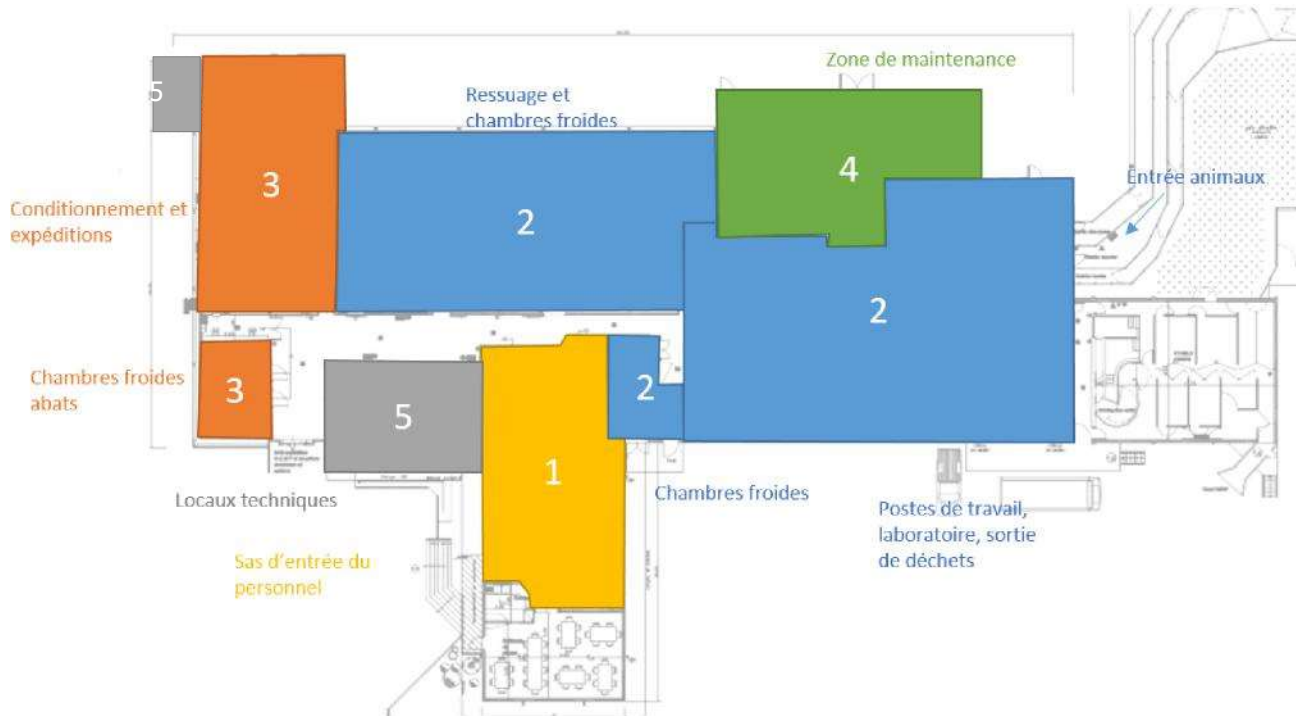 Zone de maintenance
5
Ressuage et
chambres froides
3
4
Entrée animaux
Conditionnement et
expéditions
2
2
Chambres froides
abats
3
5
2
1
Locaux techniques
Chambres froides
Postes de travail,
laboratoire, sortie
de déchets
Sas d'entrée du
personnel